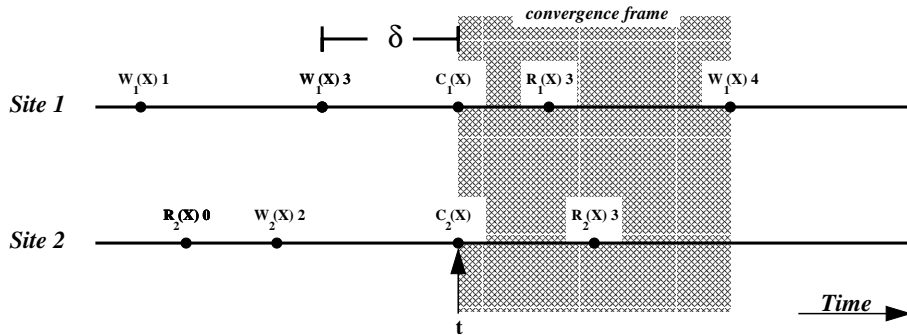 convergence frame
δ
W₁(X) 1 W₁(X) 3 C₁(X) R₁(X) 3 W₁(X) 4
Site 1
R₂(X) 0 W₂(X) 2 C₂(X) R₂(X) 3
Site 2
t
Time